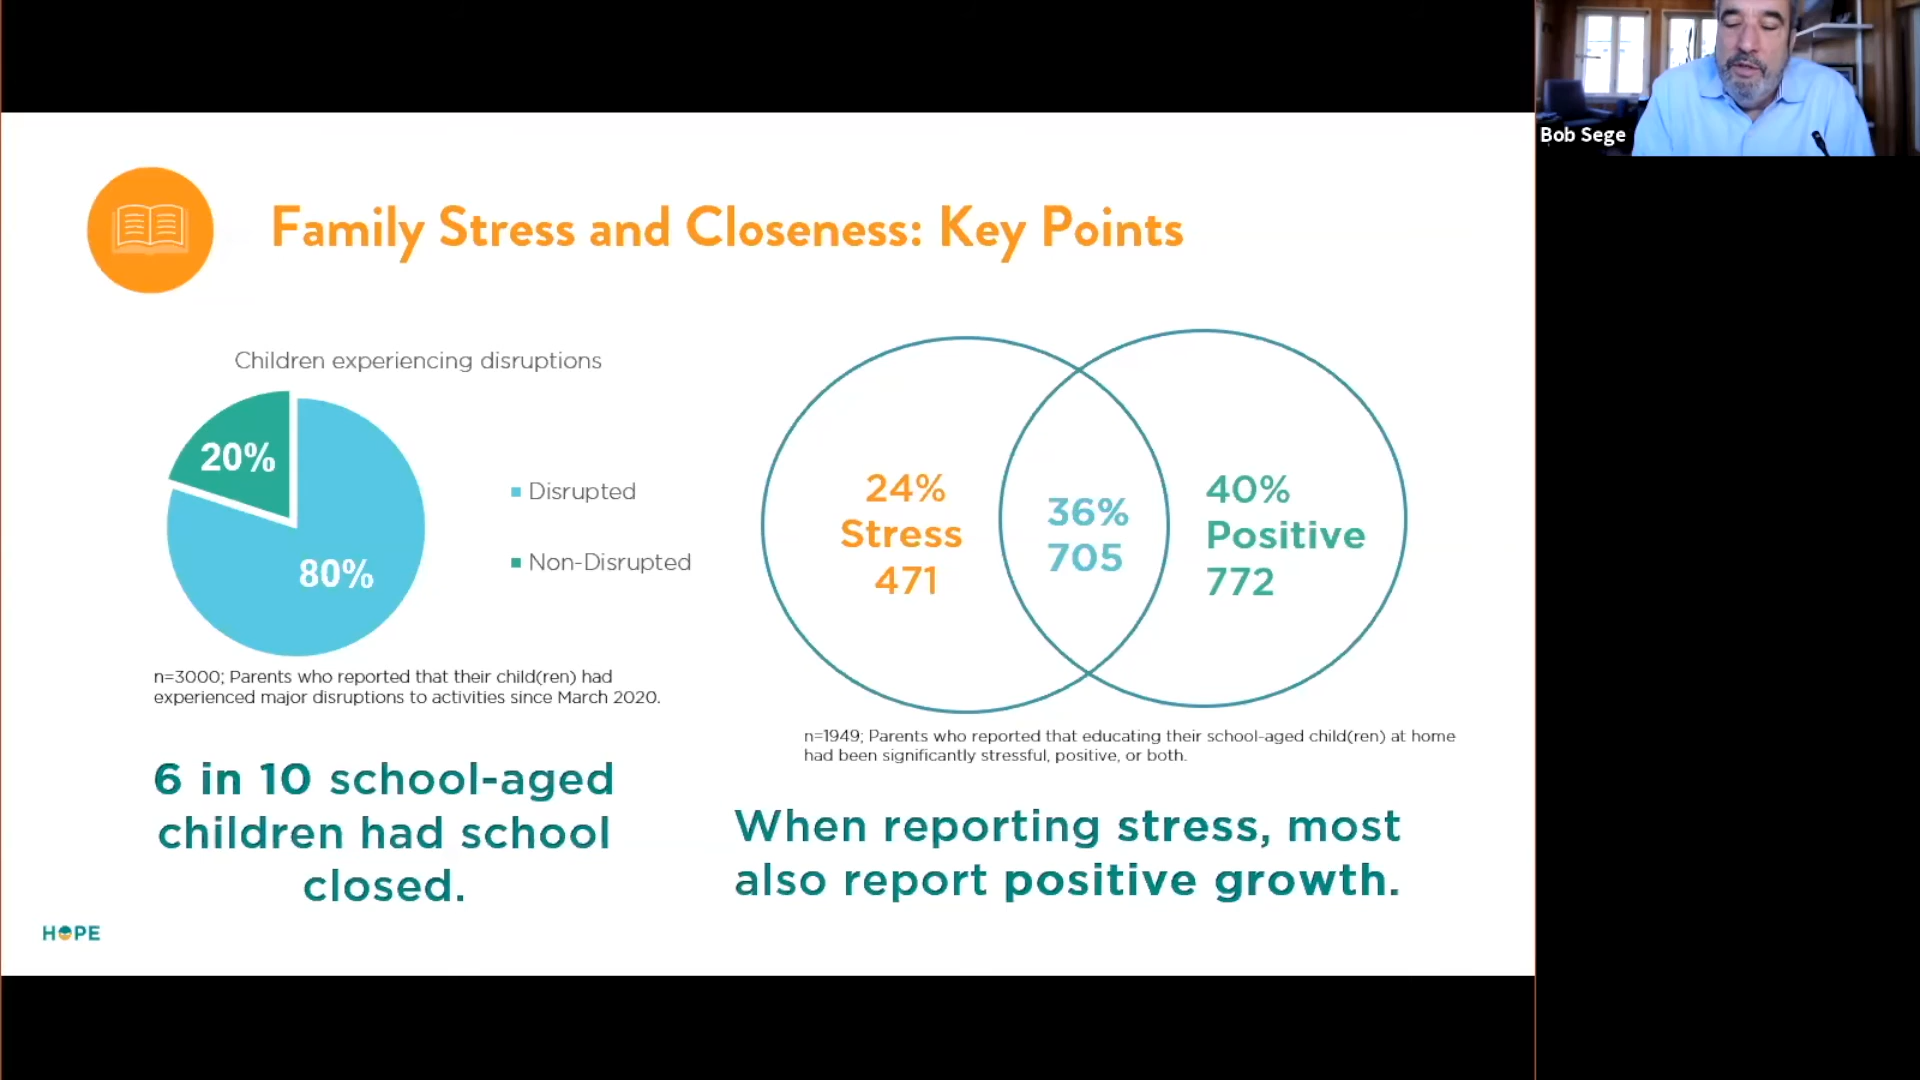 Bob Sege
Family Stress and Closeness: Key Points
Children experiencing disruptions
20%
80%
Disrupted
Non-Disrupted
n=3000; Parents who reported that their child(ren) had
experienced major disruptions to activities since March 2020.
6 in 10 school-aged
children had school
closed.
24%
Stress
471
36%
705
40%
Positive
772
n=1949; Parents who reported that educating their school-aged child(ren) at home
had been significantly stressful, positive, or both.
When reporting stress, most
also report positive growth.
HOPE